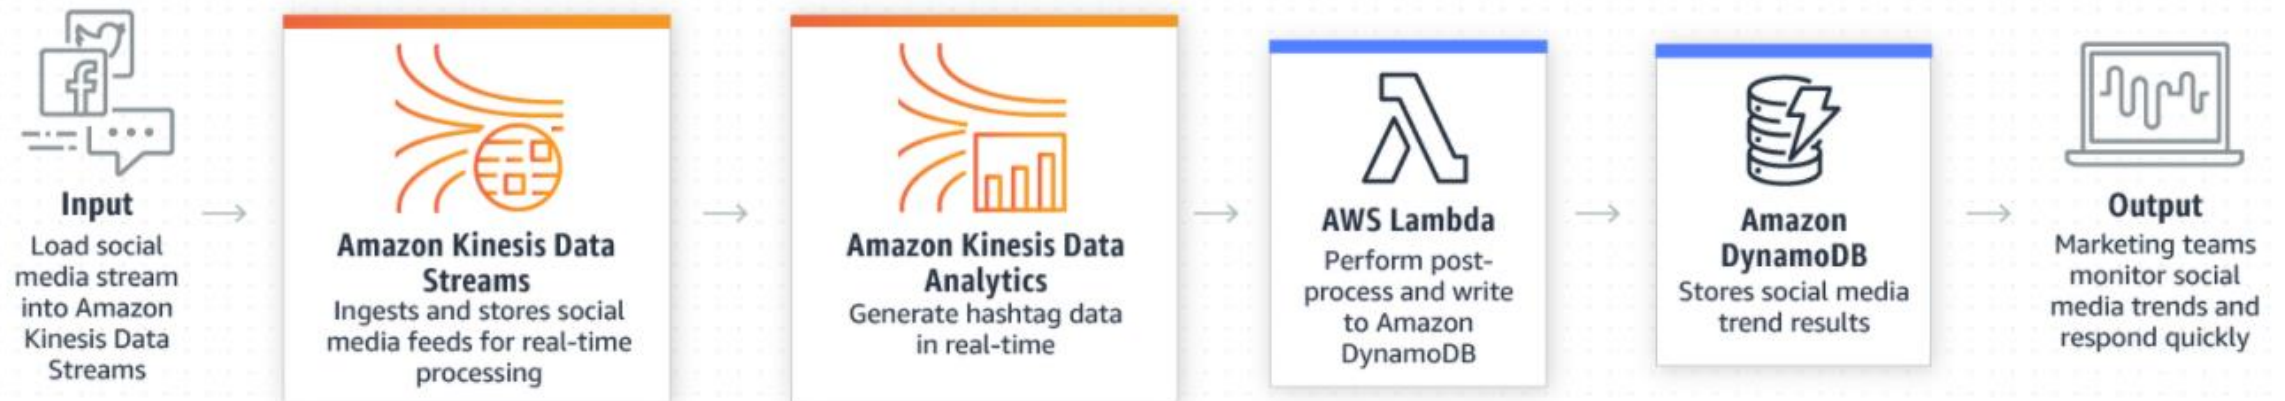 Input
Load social
media stream
into Amazon
Kinesis Data
Streams
Amazon Kinesis Data
Streams
Ingests and stores social
media feeds for real-time
processing
Amazon Kinesis Data
Analytics
Generate hashtag data
in real-time
AWS Lambda
Perform post-
process and write
to Amazon
DynamoDB
Amazon
DynamoDB
Stores social media
trend results
Output
Marketing teams
monitor social
media trends and
respond quickly